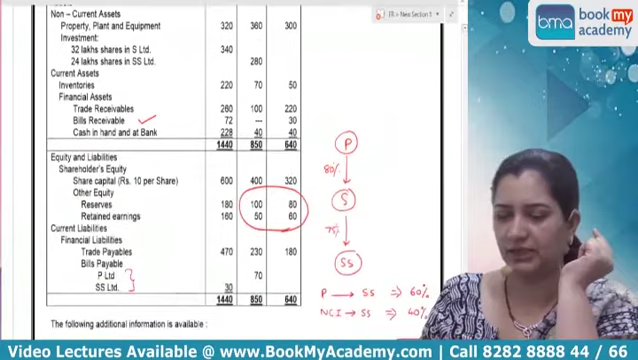 Non – Current Assets
Property, Plant and Equipment 320 360 300
Investment:
32 lakhs shares in S Ltd. 340
24 lakhs shares in SS Ltd. 280
Current Assets
Inventories 220 70 50
Financial Assets
Trade Receivables 260 100 220
Bills Receivable 72 --- 30
Cash in hand and at Bank 228 40 40
1440 850 640
Equity and Liabilities
Shareholder's Equity
Share capital (Rs. 10 per Share) 600 400 320
Other Equity
Reserves 180 100 80
Retained earnings 160 50 60
Current Liabilities
Financial Liabilities
Trade Payables 470 230 180
Bills Payable
P Ltd 70
SS Ltd. 30
1440 850 640
The following additional information is available :
New Section 1
P
80%
S
75%
SS
P → SS ⇒ 60%
NCI → SS ⇒ 40%
bma
book
my
academy
Video Lectures Available @ www.BookMyAcademy.com | Call 8282 8888 44 / 66